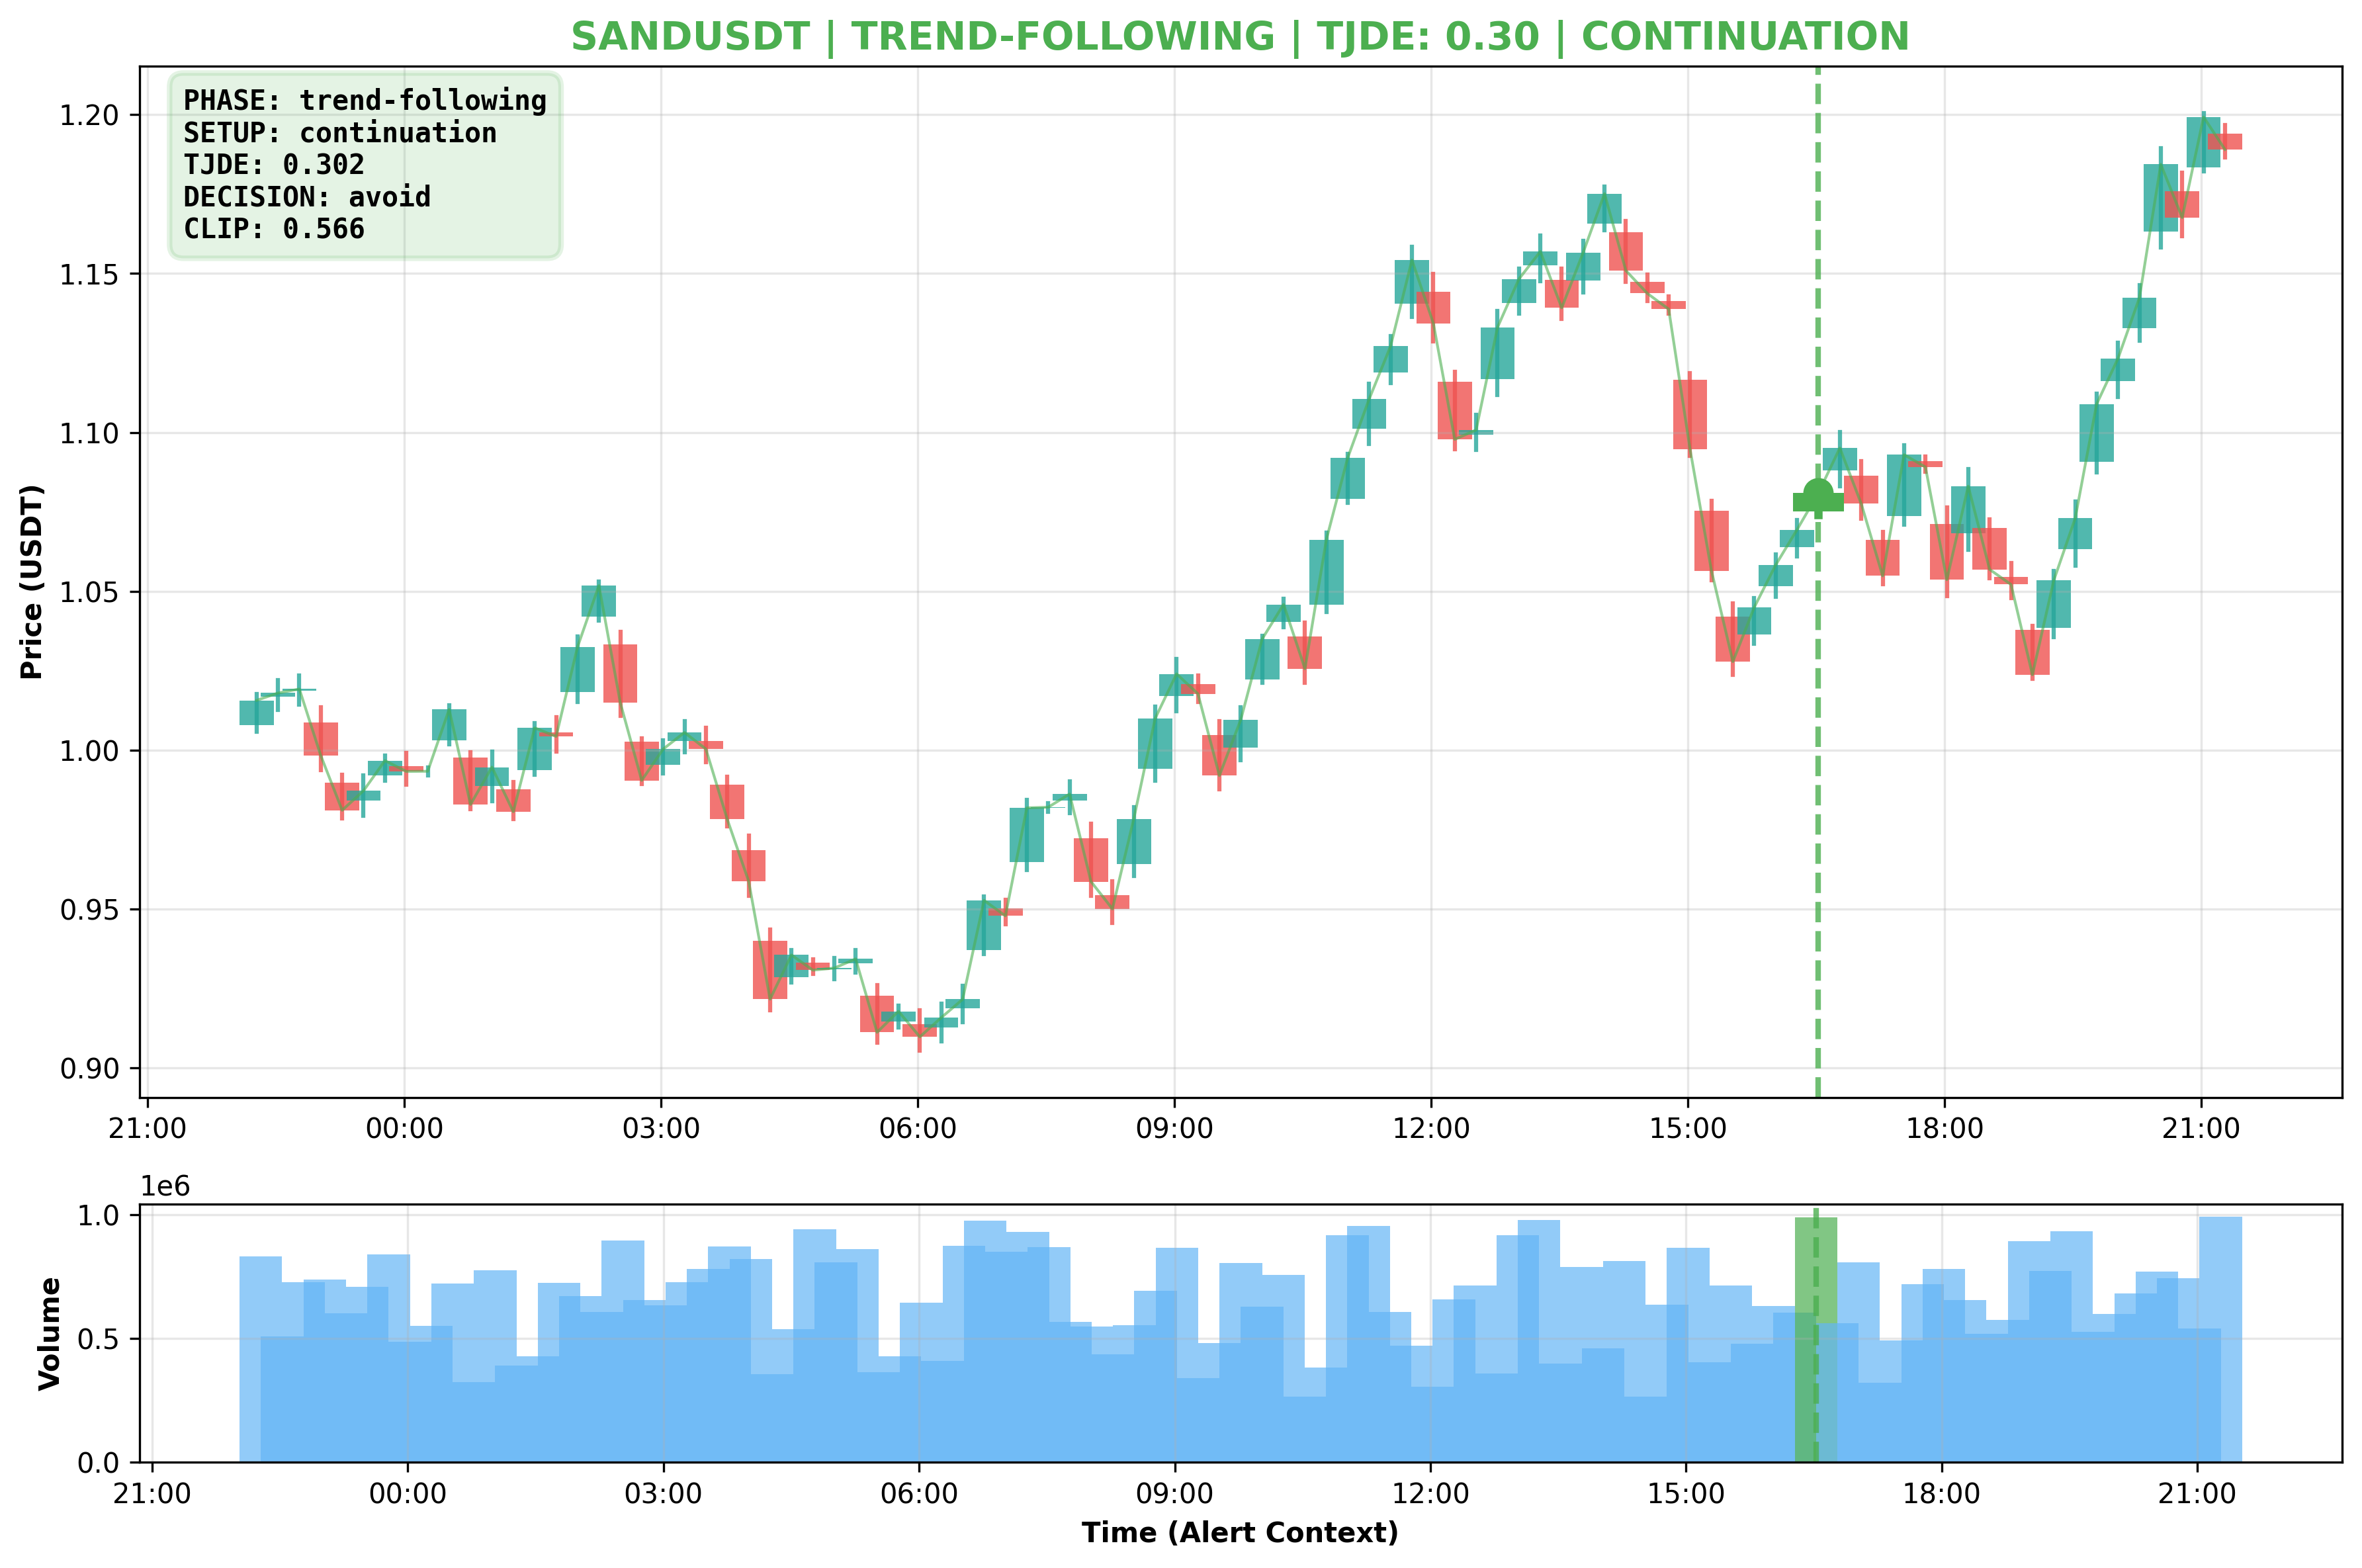 SANDUSDT | TREND-FOLLOWING | TJDE: 0.30 | CONTINUATION
PHASE: trend-following
SETUP: continuation
TJDE: 0.302
DECISION: avoid
CLIP: 0.566
Price (USDT)
1.20
1.15
1.10
1.05
1.00
0.95
0.90
21:00 00:00 03:00 06:00 09:00 12:00 15:00 18:00 21:00
1e6
Volume
1.0
0.5
0.0
21:00 00:00 03:00 06:00 09:00 12:00 15:00 18:00 21:00
Time (Alert Context)